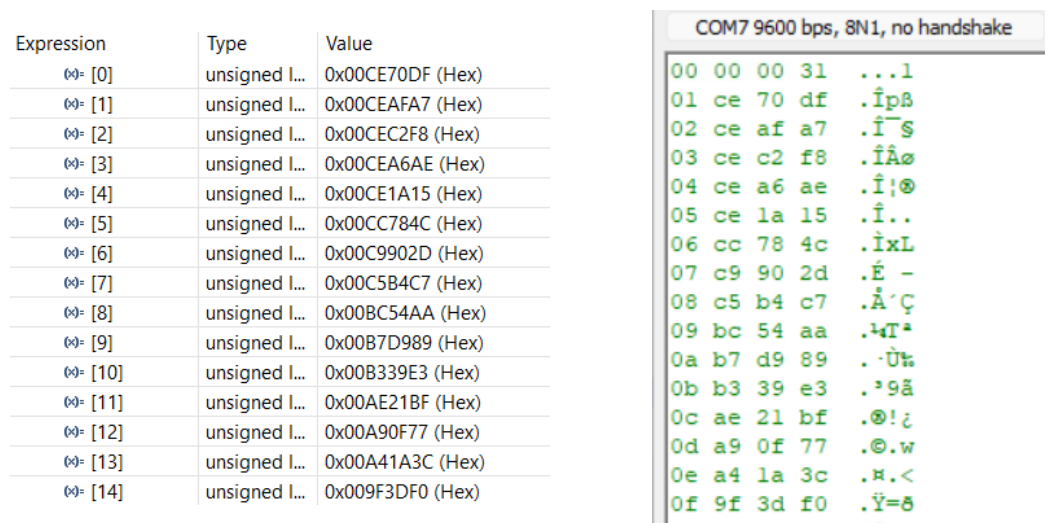 Expression Type Value
(x)= [0] unsigned l... 0x00CE70DF (Hex)
(x)= [1] unsigned l... 0x00CEAFA7 (Hex)
(x)= [2] unsigned l... 0x00CEC2F8 (Hex)
(x)= [3] unsigned l... 0x00CEA6AE (Hex)
(x)= [4] unsigned l... 0x00CE1A15 (Hex)
(x)= [5] unsigned l... 0x00CC784C (Hex)
(x)= [6] unsigned l... 0x00C9902D (Hex)
(x)= [7] unsigned l... 0x00C5B4C7 (Hex)
(x)= [8] unsigned l... 0x00BC54AA (Hex)
(x)= [9] unsigned l... 0x00B7D989 (Hex)
(x)= [10] unsigned l... 0x00B339E3 (Hex)
(x)= [11] unsigned l... 0x00AE21BF (Hex)
(x)= [12] unsigned l... 0x00A90F77 (Hex)
(x)= [13] unsigned l... 0x00A41A3C (Hex)
(x)= [14] unsigned l... 0x009F3DF0 (Hex)
COM7 9600 bps, 8N1, no handshake
00 00 00 31 ...1
01 ce 70 df .Îpß
02 ce af a7 .Î¯§
03 ce c2 f8 .ÎÂø
04 ce a6 ae .Î¦®
05 ce 1a 15 .Î..
06 cc 78 4c .ÌxL
07 c9 90 2d .É -
08 c5 b4 c7 .Å´Ç
09 bc 54 aa .¼Tª
0a b7 d9 89 .·Ù‰
0b b3 39 e3 .³9ã
0c ae 21 bf .®!¿
0d a9 0f 77 .©.w
0e a4 1a 3c .¤.<
0f 9f 3d f0 .Ÿ=ð